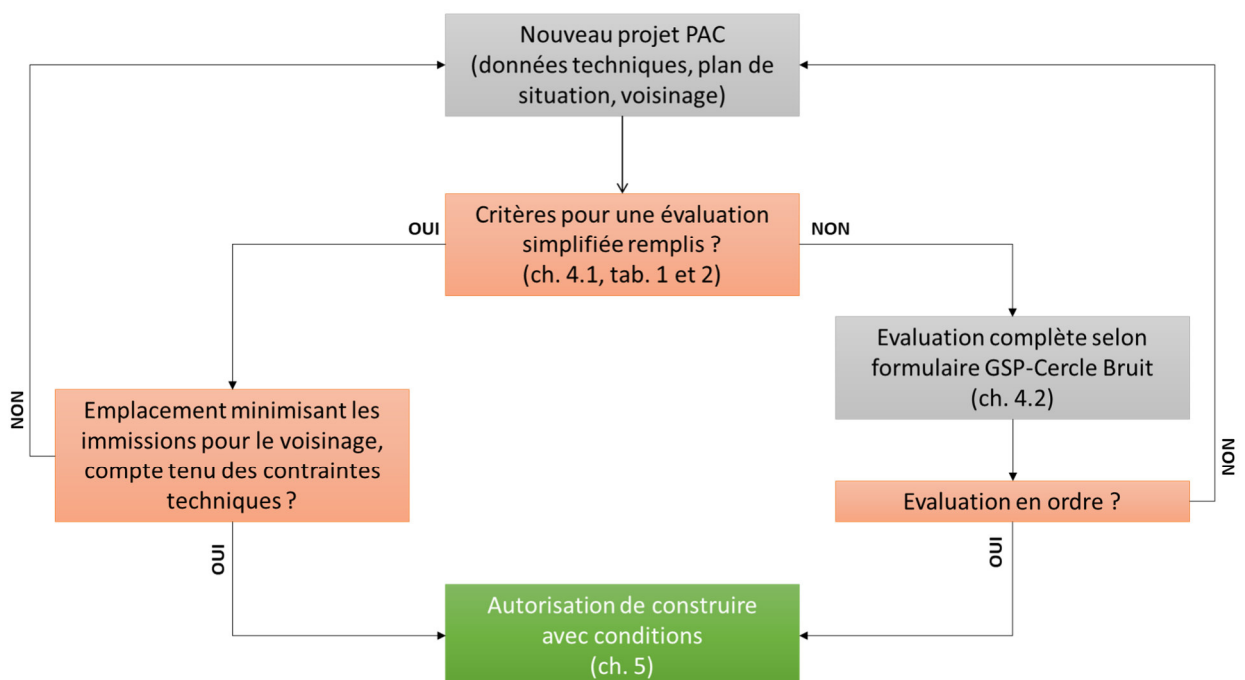 Nouveau projet PAC
(données techniques, plan de
situation, voisinage)
OUI
Critères pour une évaluation
simplifiée remplis ?
(ch. 4.1, tab. 1 et 2)
NON
Evaluation complète selon
formulaire GSP-Cercle Bruit
(ch. 4.2)
NON
Emplacement minimisant les
immissions pour le voisinage,
compte tenu des contraintes
techniques ?
NON
Evaluation en ordre ?
OUI
OUI
Autorisation de construire
avec conditions
(ch. 5)